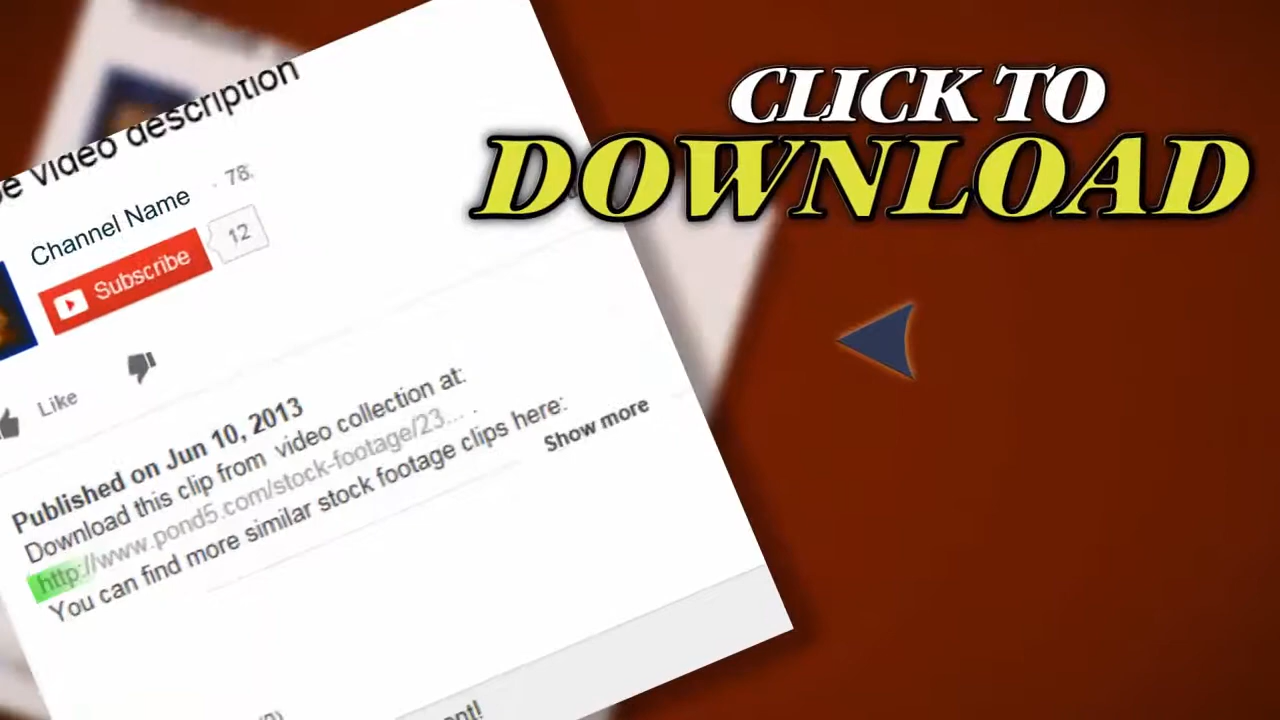 CLICK TO
DOWNLOAD
video description
Channel Name
78
Subscribe
12
Like
Published on Jun 10, 2013
Download this clip from video collection at:
http://www.pond5.com/stock-footage/23...
You can find more similar stock footage clips here:
Show more